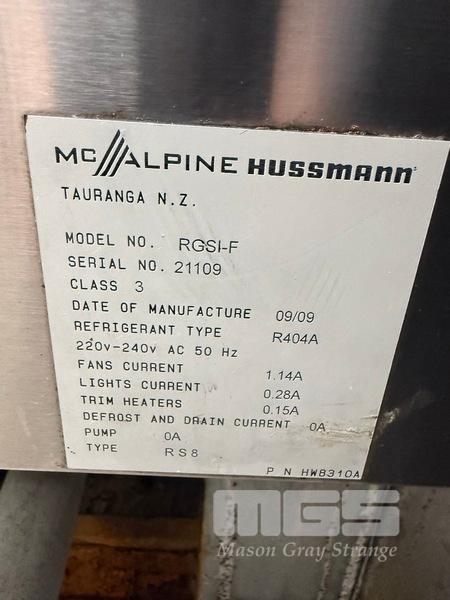 MCALPINE HUSSMANN
TAURANGA N.Z.
MODEL NO. RGSI-F
SERIAL NO. 21109
CLASS 3
DATE OF MANUFACTURE 09/09
REFRIGERANT TYPE R404A
220v-240v AC 50 Hz
FANS CURRENT 1.14A
LIGHTS CURRENT 0.28A
TRIM HEATERS 0.15A
DEFROST AND DRAIN CURRENT 0A
PUMP 0A
TYPE RS8
P N HW8310A
MGS
Mason Gray Strange